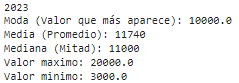 2023
Moda (Valor que más aparece): 10000.0
Media (Promedio): 11740
Mediana (Mitad): 11000
Valor maximo: 20000.0
Valor minimo: 3000.0